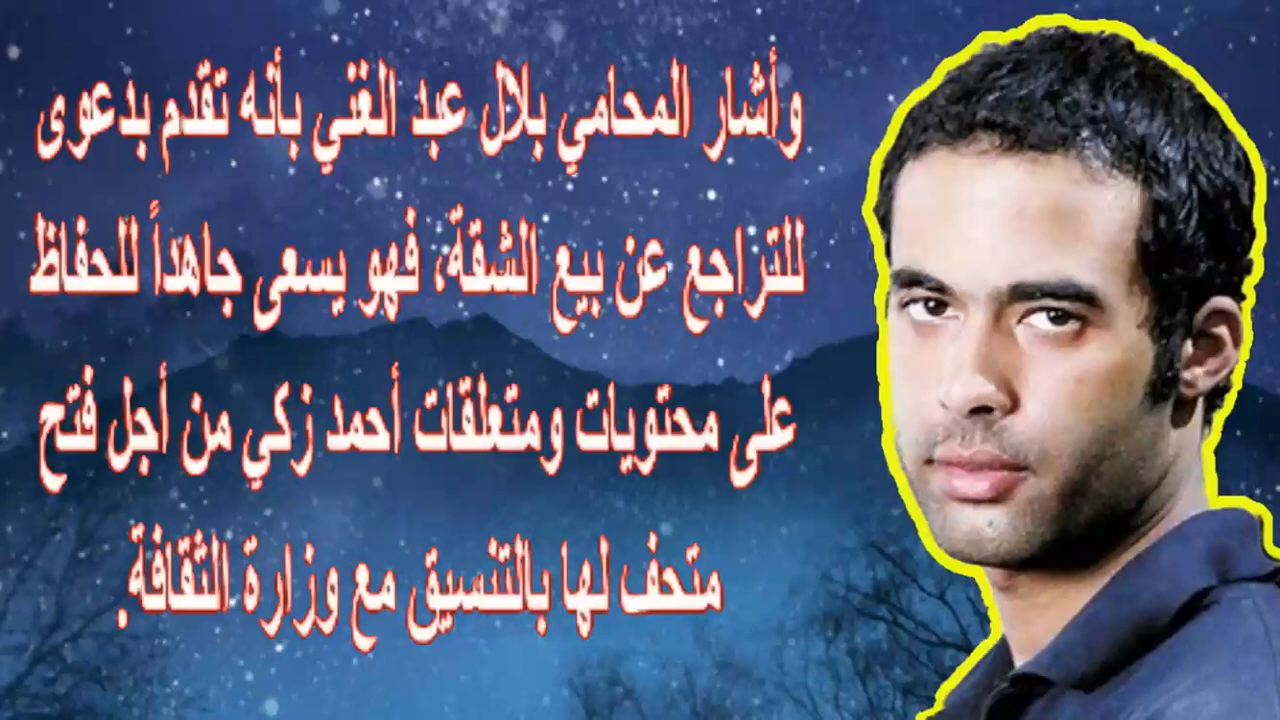 وأشار المحامي بلال عبد الغني بأنه تقدم بدعوى
للتراجع عن بيع الشقة، فهو يسعى جاهداً للحفاظ
على محتويات ومتعلقات أحمد زكي من أجل فتح
متحف لها بالتنسيق مع وزارة الثقافة.